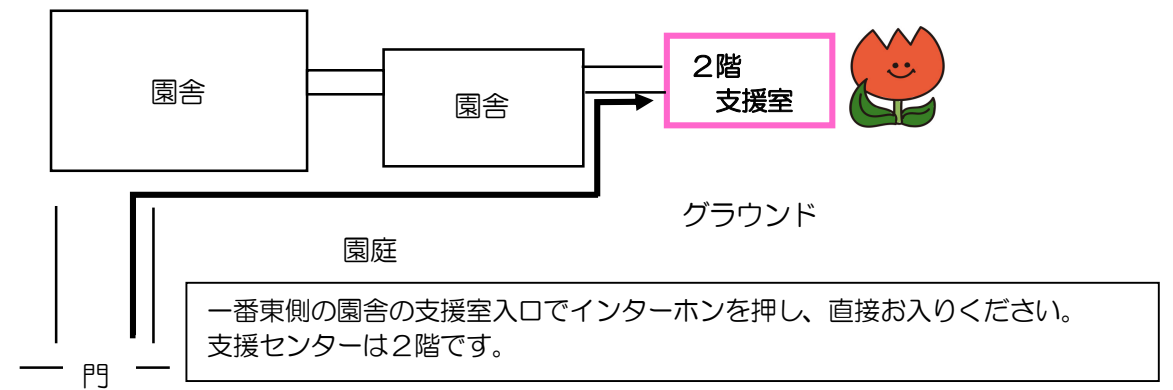 園舎
園舎
２階
支援室
グラウンド
園庭
一番東側の園舎の支援室入口でインターホンを押し、直接お入りください。
支援センターは２階です。
門